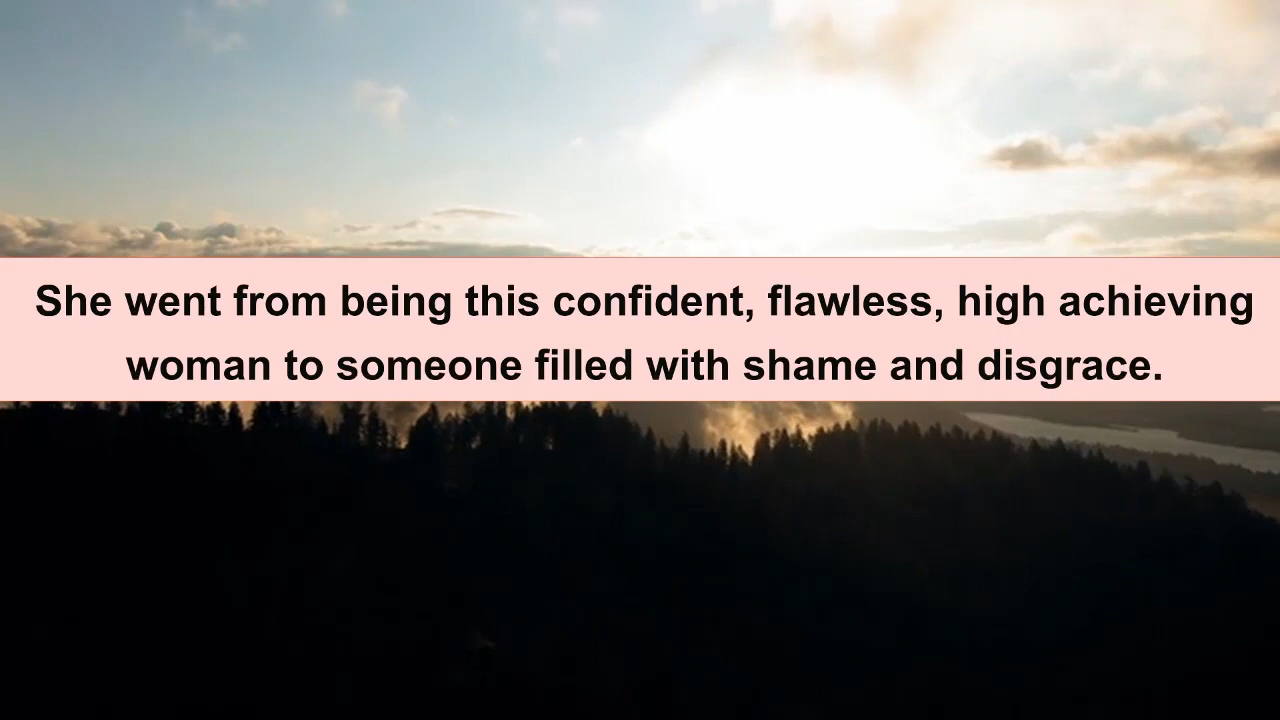 She went from being this confident, flawless, high achieving
woman to someone filled with shame and disgrace.